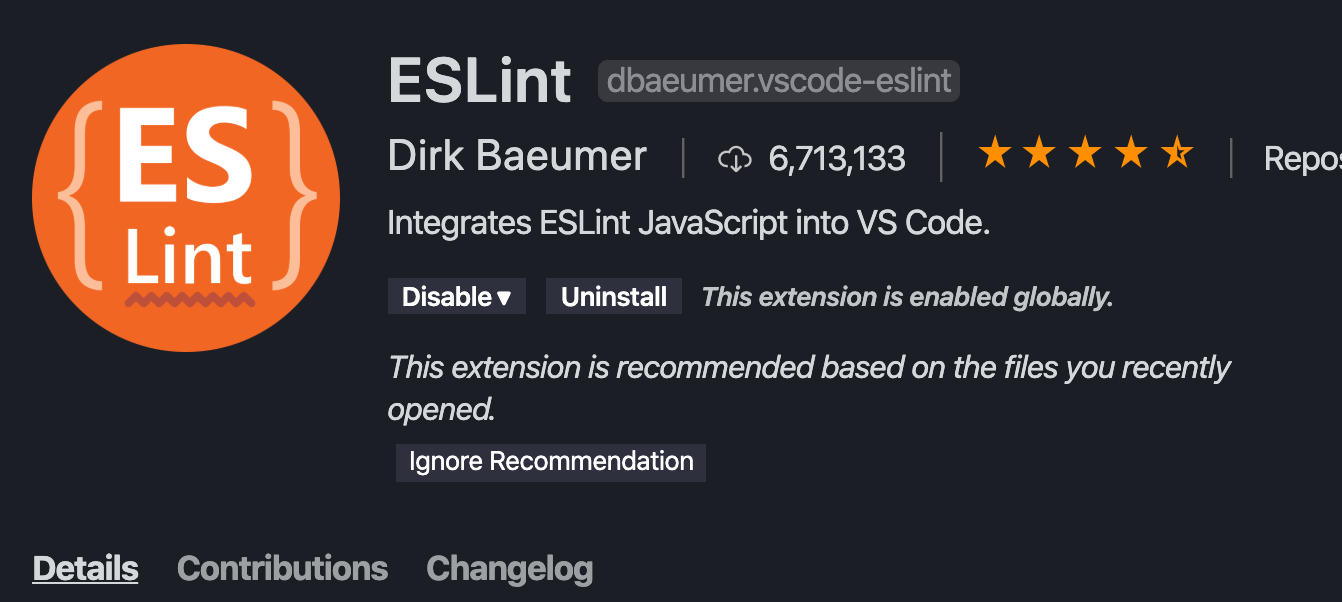 ES
Lint
ESLint dbaeumer.vscode-eslint
Dirk Baeumer 6,713,133 Repos
Integrates ESLint JavaScript into VS Code.
Disable Uninstall This extension is enabled globally.
This extension is recommended based on the files you recently
opened.
Ignore Recommendation
Details Contributions Changelog